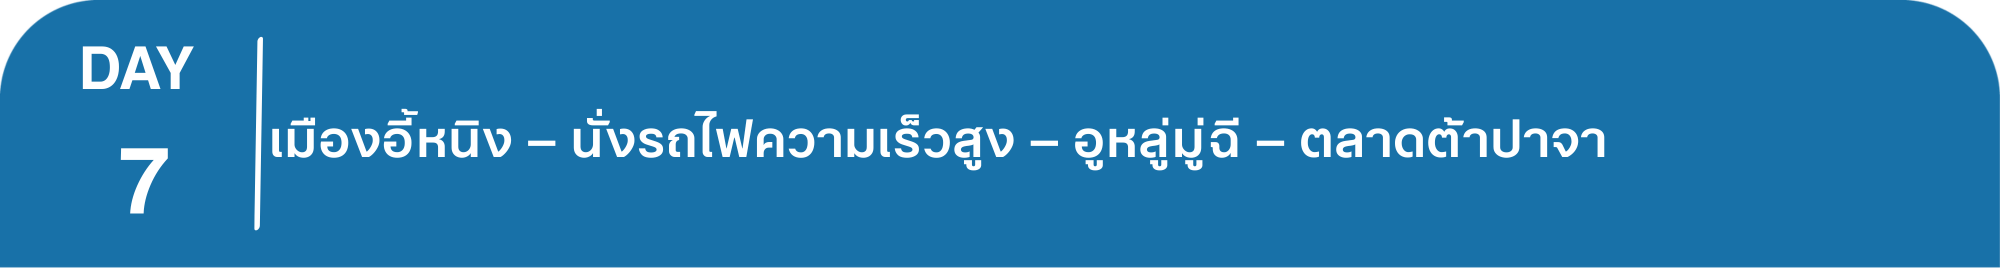 DAY
7
เมืองอี้หนิง – นั่งรถไฟความเร็วสูง – อูหลู่มู่ฉี – ตลาดต้าปาจา